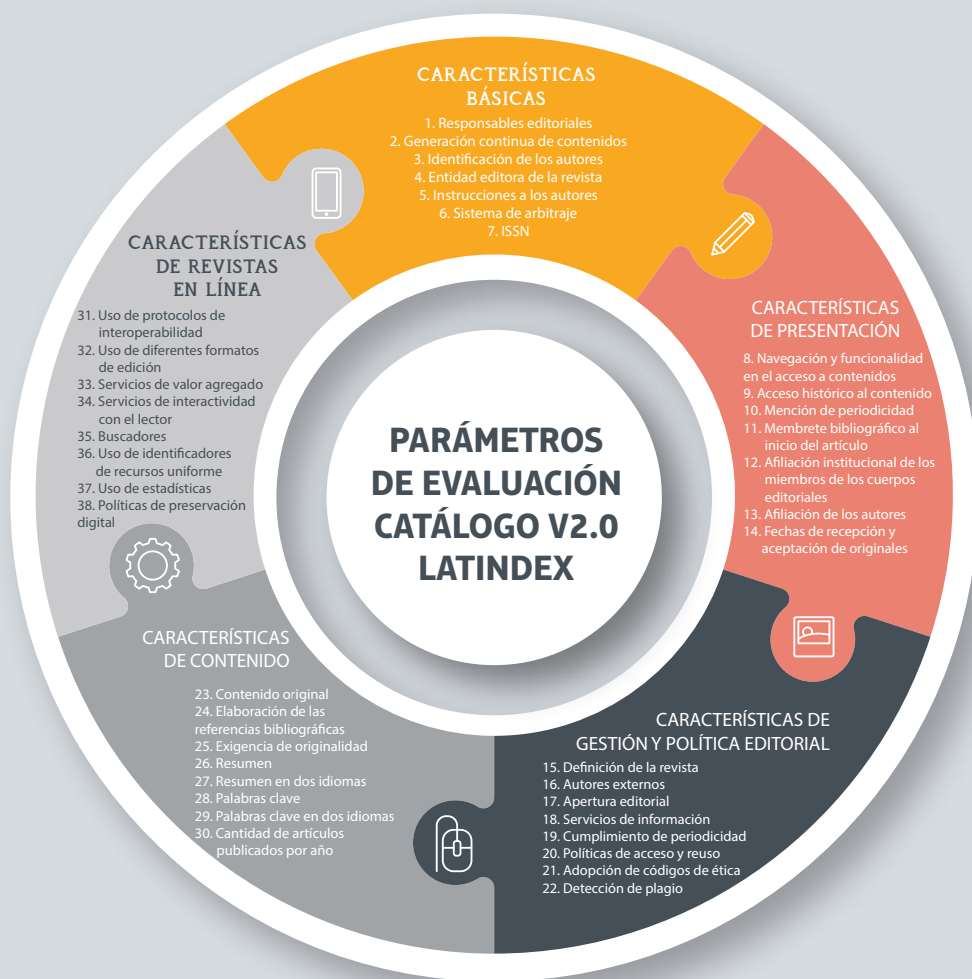 PARÁMETROS
DE EVALUACIÓN
CATÁLOGO V2.0
LATINDEX
CARACTERÍSTICAS
BÁSICAS
1. Responsables editoriales
2. Generación continua de contenidos
3. Identificación de los autores
4. Entidad editora de la revista
5. Instrucciones a los autores
6. Sistema de arbitraje
7. ISSN
CARACTERÍSTICAS
DE PRESENTACIÓN
8. Navegación y funcionalidad
en el acceso a contenidos
9. Acceso histórico al contenido
10. Mención de periodicidad
11. Membrete bibliográfico al
inicio del artículo
12. Afiliación institucional de los
miembros de los cuerpos
editoriales
13. Afiliación de los autores
14. Fechas de recepción y
aceptación de originales
CARACTERÍSTICAS DE
GESTIÓN Y POLÍTICA EDITORIAL
15. Definición de la revista
16. Autores externos
17. Apertura editorial
18. Servicios de información
19. Cumplimiento de periodicidad
20. Políticas de acceso y reuso
21. Adopción de códigos de ética
22. Detección de plagio
CARACTERÍSTICAS
DE CONTENIDO
23. Contenido original
24. Elaboración de las
referencias bibliográficas
25. Exigencia de originalidad
26. Resumen
27. Resumen en dos idiomas
28. Palabras clave
29. Palabras clave en dos idiomas
30. Cantidad de artículos
publicados por año
CARACTERÍSTICAS
DE REVISTAS
EN LÍNEA
31. Uso de protocolos de
interoperabilidad
32. Uso de diferentes formatos
de edición
33. Servicios de valor agregado
34. Servicios de interactividad
con el lector
35. Buscadores
36. Uso de identificadores
de recursos uniforme
37. Uso de estadísticas
38. Políticas de preservación
digital